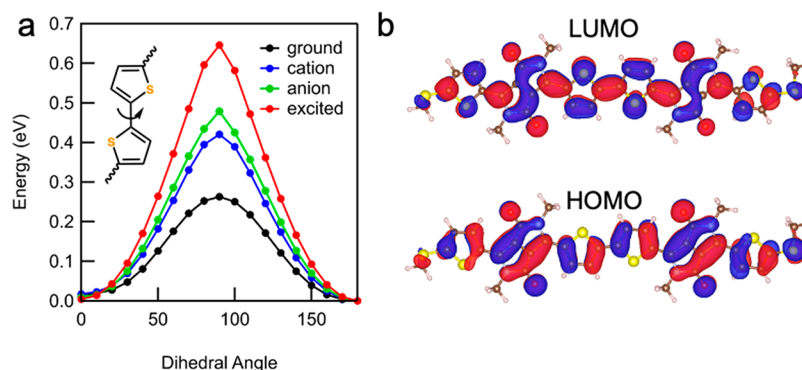 a
0.7
0.6
0.5
0.4
0.3
0.2
0.1
0.0
Energy (eV)
0
50
100
150
Dihedral Angle
S
S
ground
cation
anion
excited
b
LUMO
HOMO